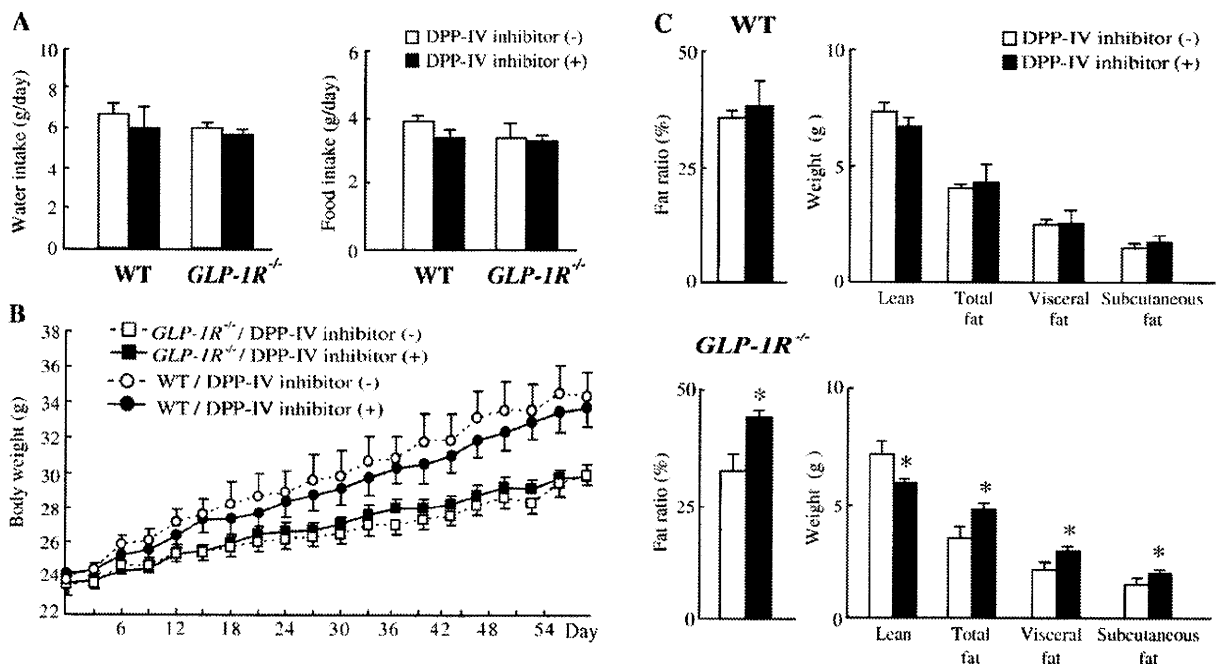 A
10
8
6
4
2
0
Water intake (g/day)
WT GLP-1R-/-
DPP-IV inhibitor (-)
DPP-IV inhibitor (+)
6
4
2
0
Food intake (g/day)
WT GLP-1R-/-
B
GLP-1R-/- / DPP-IV inhibitor (-)
GLP-1R-/- / DPP-IV inhibitor (+)
WT / DPP-IV inhibitor (-)
WT / DPP-IV inhibitor (+)
38
36
34
32
30
28
26
24
22
Body weight (g)
6 12 18 24 30 36 42 48 54 Day
C
WT
50
25
0
Fat ratio (%)
DPP-IV inhibitor (-)
DPP-IV inhibitor (+)
10
5
0
Weight (g)
Lean Total Visceral Subcutaneous
fat fat fat
GLP-1R-/-
50
25
0
Fat ratio (%)
*
10
5
0
Weight (g)
* * * *
Lean Total Visceral Subcutaneous
fat fat fat